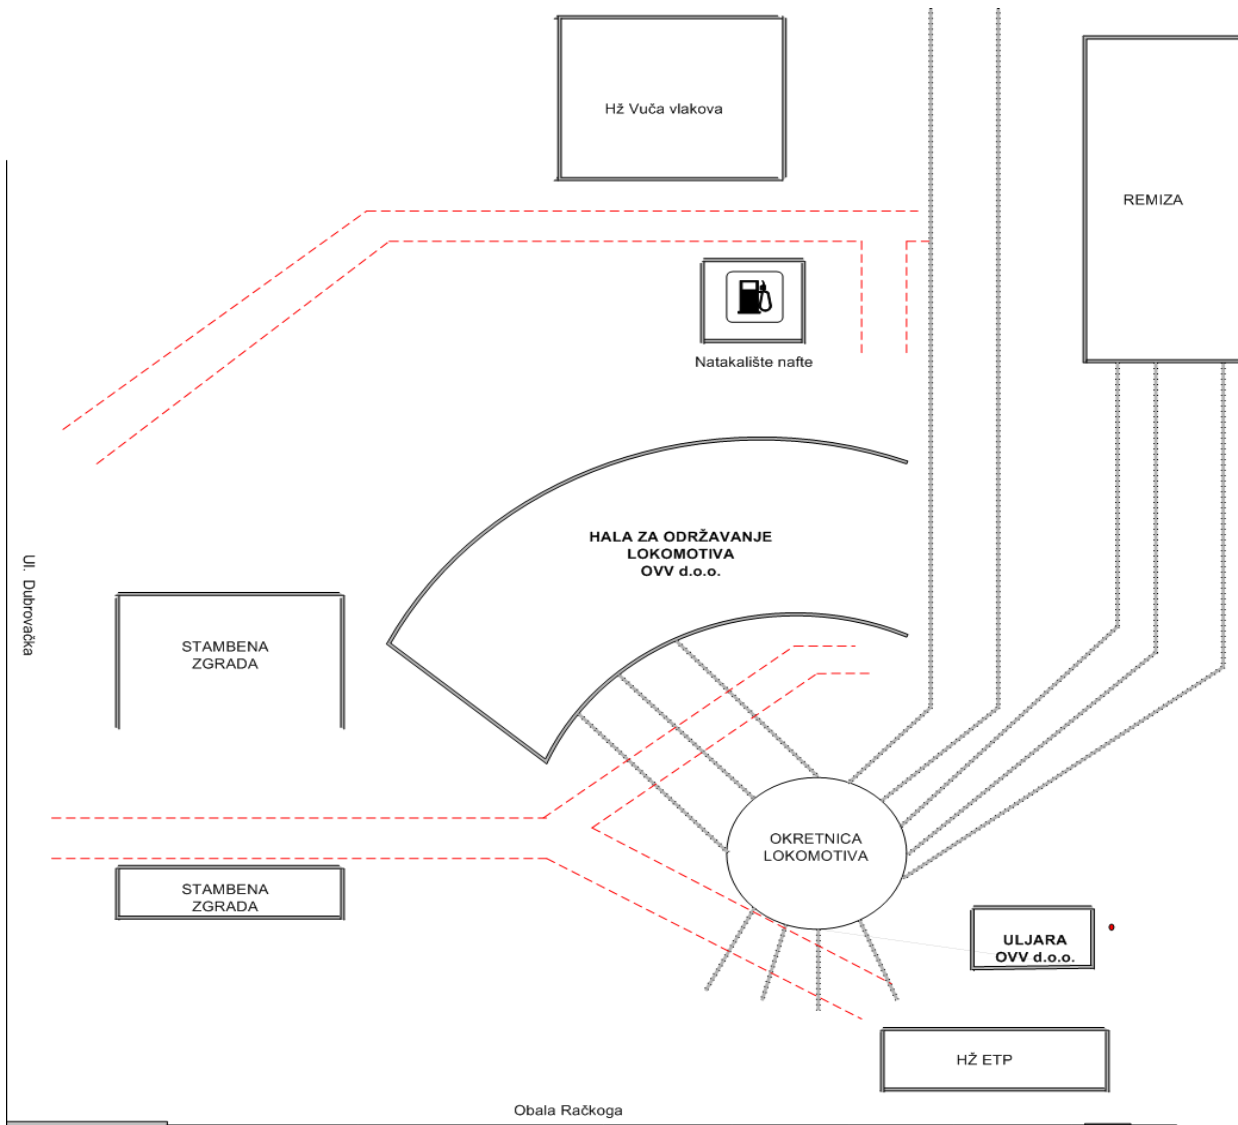 Hž Vuča vlakova
REMIZA
Natakalište nafte
HALA ZA ODRŽAVANJE
LOKOMOTIVA
OVV d.o.o.
Ul. Dubrovačka
STAMBENA
ZGRADA
OKRETNICA
LOKOMOTIVA
STAMBENA
ZGRADA
ULJARA
OVV d.o.o.
HŽ ETP
Obala Račkoga